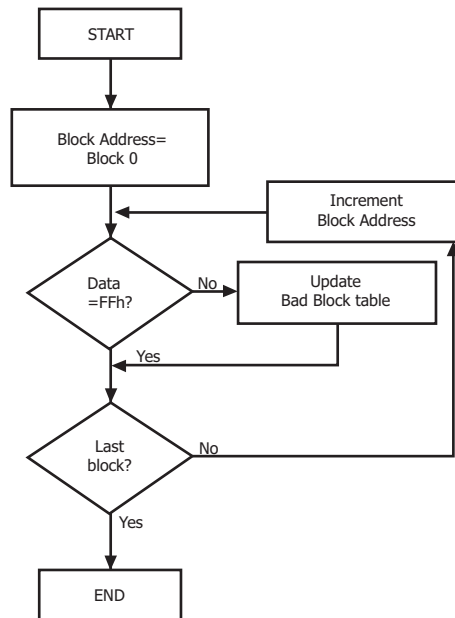 START
Block Address=
Block 0
Increment
Block Address
Data
=FFh?
No
Update
Bad Block table
Yes
Last
block?
No
Yes
END